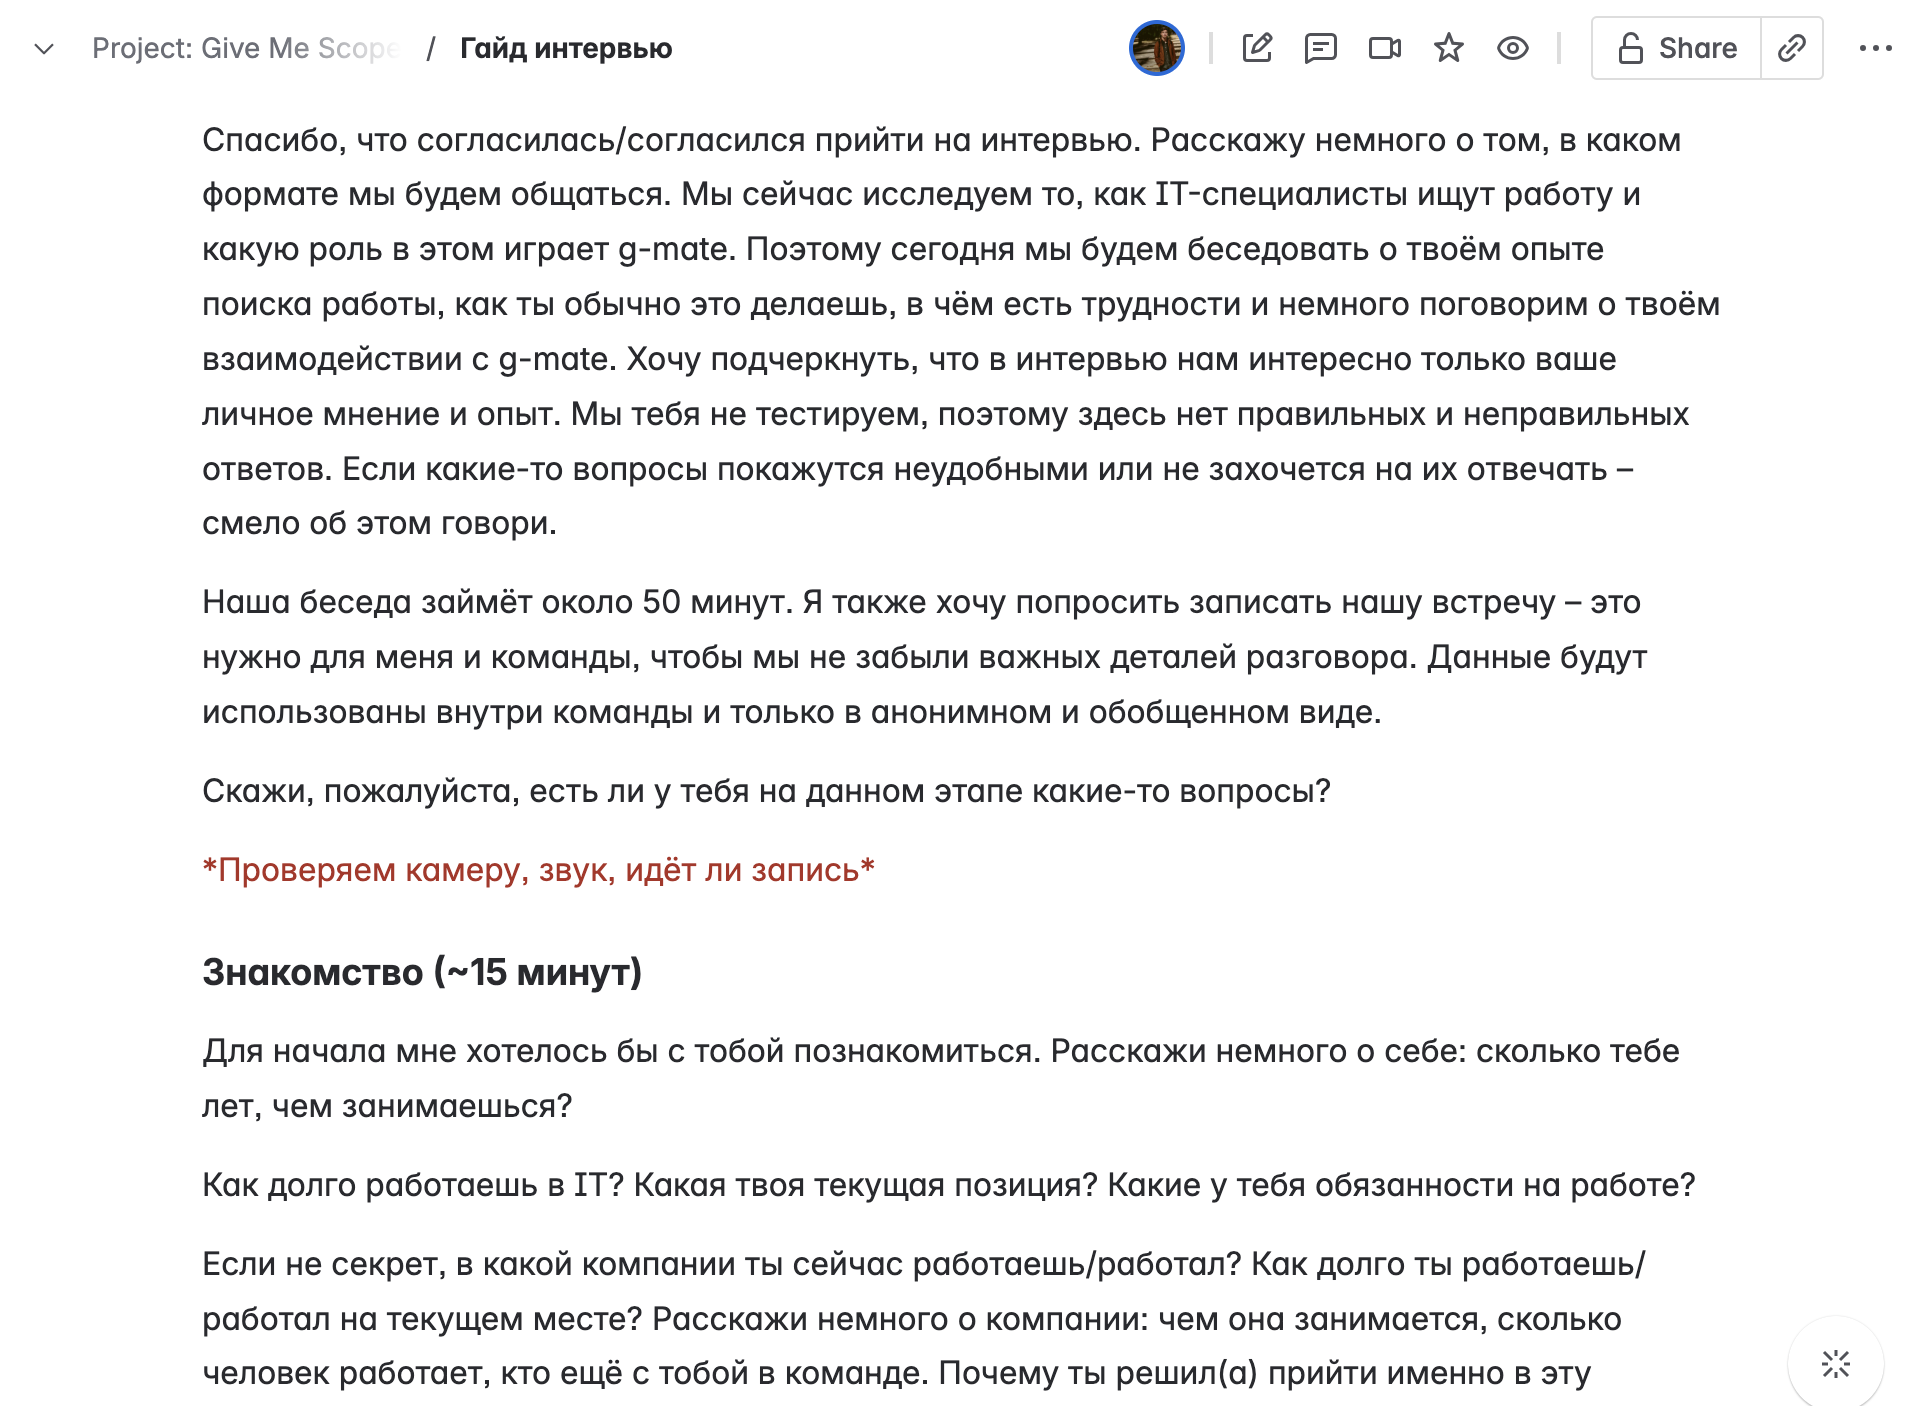 Project: Give Me Scope / Гайд интервью Share
Спасибо, что согласилась/согласился прийти на интервью. Расскажу немного о том, в каком
формате мы будем общаться. Мы сейчас исследуем то, как IT-специалисты ищут работу и
какую роль в этом играет g-mate. Поэтому сегодня мы будем беседовать о твоём опыте
поиска работы, как ты обычно это делаешь, в чём есть трудности и немного поговорим о твоём
взаимодействии с g-mate. Хочу подчеркнуть, что в интервью нам интересно только ваше
личное мнение и опыт. Мы тебя не тестируем, поэтому здесь нет правильных и неправильных
ответов. Если какие-то вопросы покажутся неудобными или не захочется на их отвечать –
смело об этом говори.
Наша беседа займёт около 50 минут. Я также хочу попросить записать нашу встречу – это
нужно для меня и команды, чтобы мы не забыли важных деталей разговора. Данные будут
использованы внутри команды и только в анонимном и обобщенном виде.
Скажи, пожалуйста, есть ли у тебя на данном этапе какие-то вопросы?
*Проверяем камеру, звук, идёт ли запись*
Знакомство (~15 минут)
Для начала мне хотелось бы с тобой познакомиться. Расскажи немного о себе: сколько тебе
лет, чем занимаешься?
Как долго работаешь в IT? Какая твоя текущая позиция? Какие у тебя обязанности на работе?
Если не секрет, в какой компании ты сейчас работаешь/работал? Как долго ты работаешь/
работал на текущем месте? Расскажи немного о компании: чем она занимается, сколько
человек работает, кто ещё с тобой в команде. Почему ты решил(а) прийти именно в эту